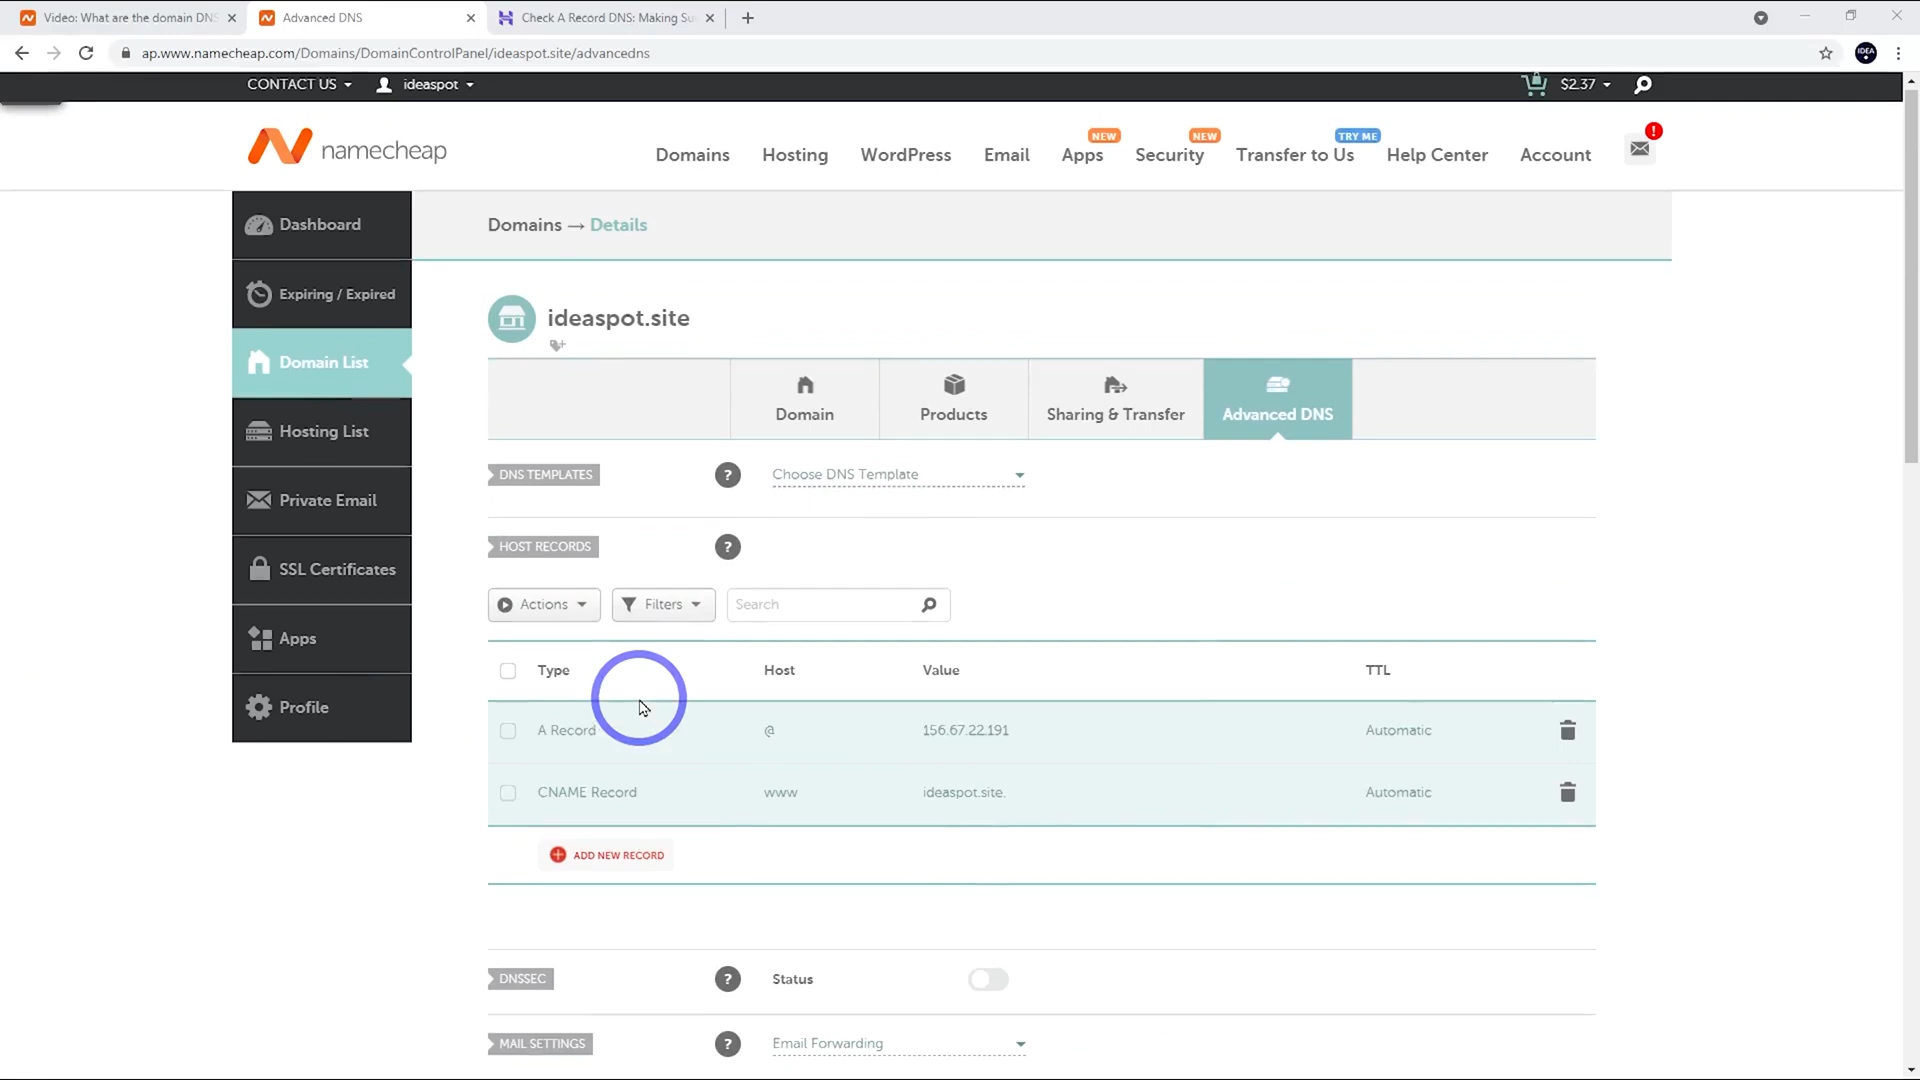 Video: What are the domain DNS
Advanced DNS
Check A Record DNS: Making Su
ap.www.namecheap.com/Domains/DomainControlPanel/ideaspot.site/advancedns
IDEA
CONTACT US
ideaspot
$2.37
namecheap
Domains
Hosting
WordPress
Email
NEW
Apps
NEW
Security
TRY ME
Transfer to Us
Help Center
Account
!
Dashboard
Expiring / Expired
Domain List
Hosting List
Private Email
SSL Certificates
Apps
Profile
Domains → Details
ideaspot.site
Domain
Products
Sharing & Transfer
Advanced DNS
DNS TEMPLATES
?
Choose DNS Template
HOST RECORDS
?
Actions
Filters
Search
Type Host Value TTL
A Record @ 156.67.22.191 Automatic
CNAME Record www ideaspot.site. Automatic
ADD NEW RECORD
DNSSEC
?
Status
MAIL SETTINGS
?
Email Forwarding